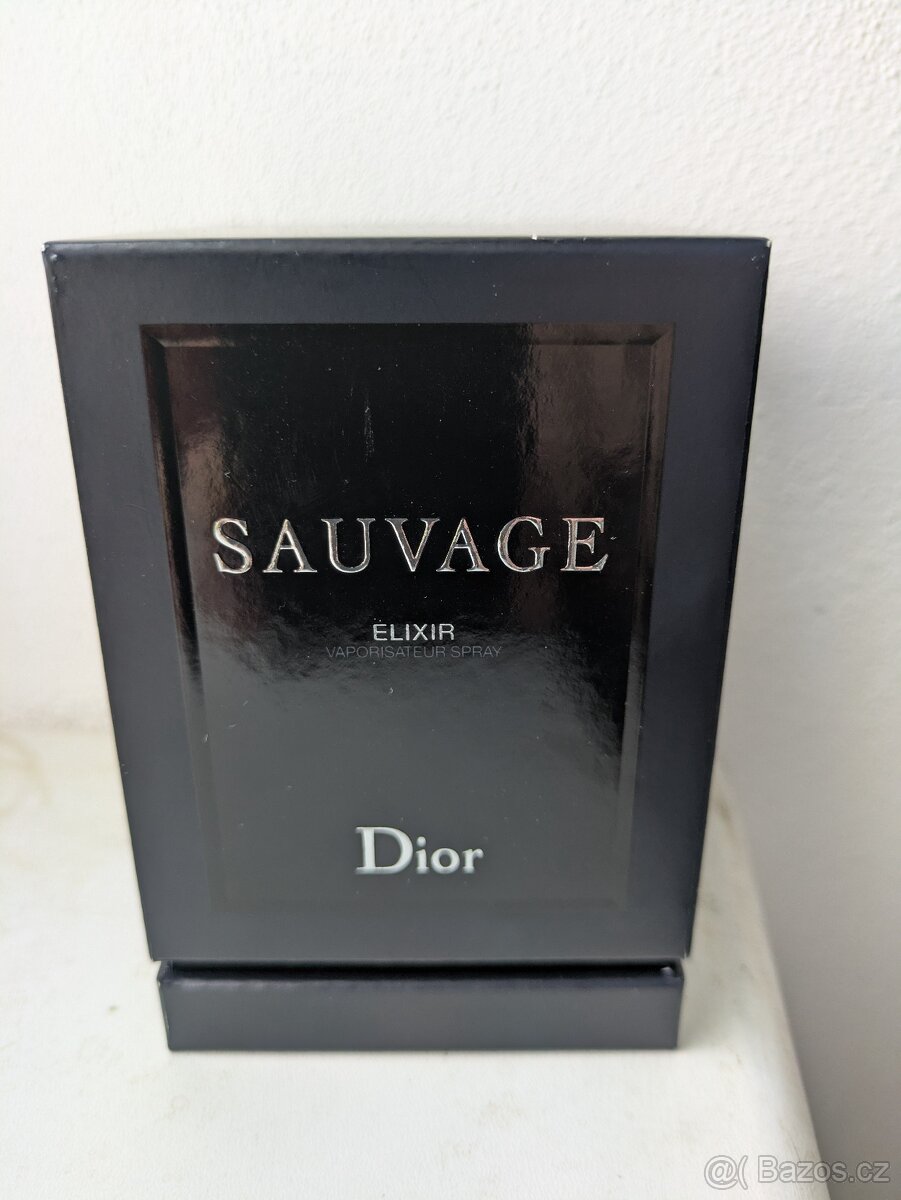 SAUVAGE
ELIXIR
VAPORISATEUR SPRAY
Dior
@( Bazos.cz